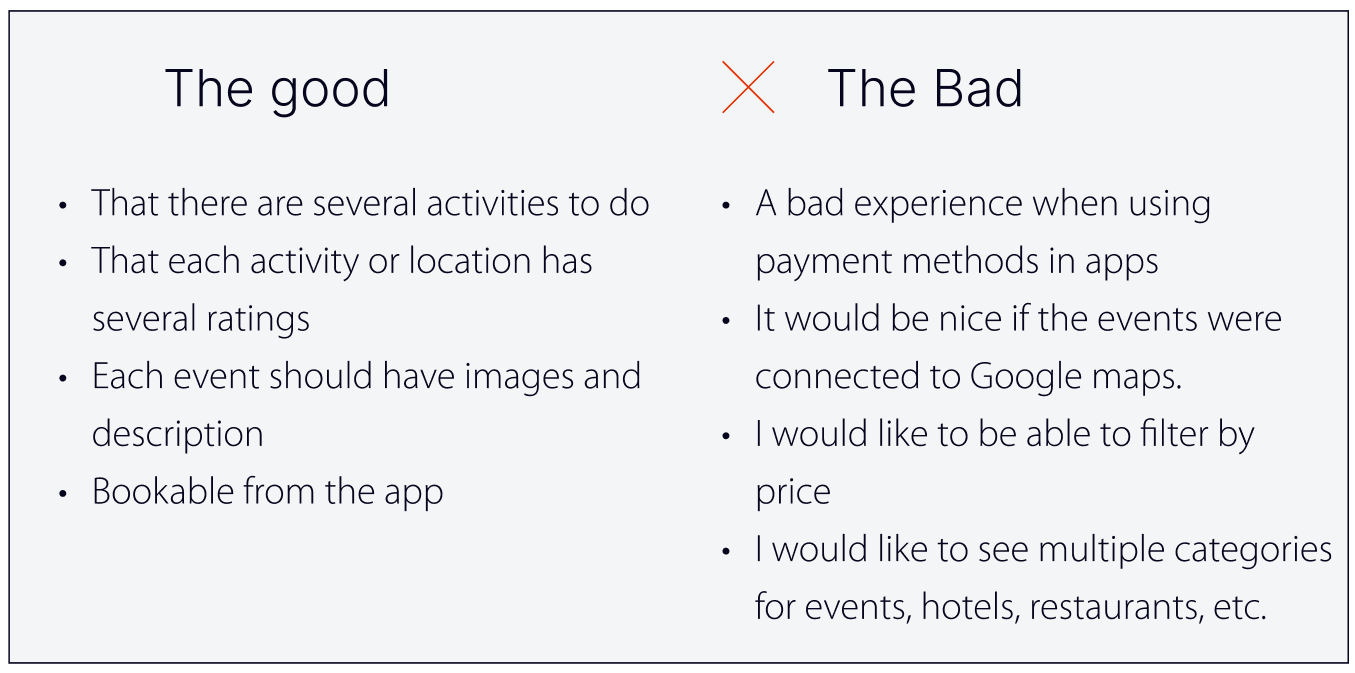 The good
• That there are several activities to do
• That each activity or location has
several ratings
• Each event should have images and
description
• Bookable from the app
The Bad
• A bad experience when using
payment methods in apps
• It would be nice if the events were
connected to Google maps.
• I would like to be able to filter by
price
• I would like to see multiple categories
for events, hotels, restaurants, etc.